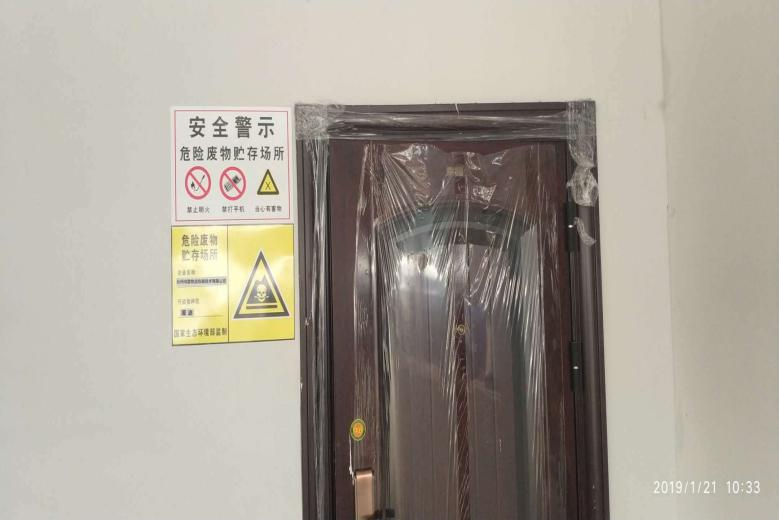 安全警示
危险废物贮存场所
禁止明火 禁打手机 当心有害物
危险废物
贮存场所
国家生态环境部监制
2019/1/21 10:33